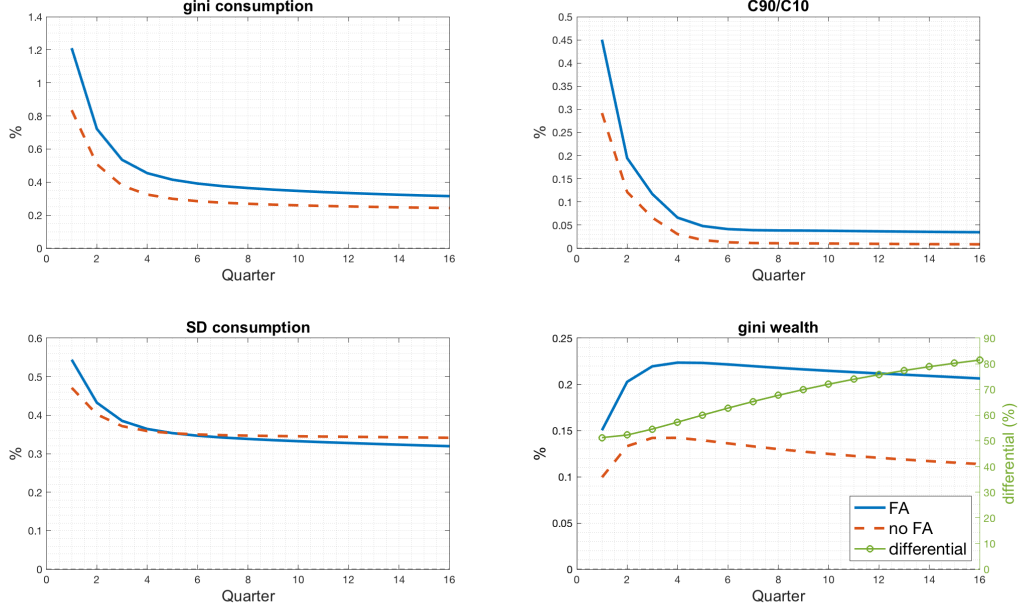 gini consumption
1.4
1.2
1
0.8
0.6
0.4
0.2
0
%
0 2 4 6 8 10 12 14 16
Quarter
C90/C10
0.5
0.45
0.4
0.35
0.3
0.25
0.2
0.15
0.1
0.05
0
%
0 2 4 6 8 10 12 14 16
Quarter
SD consumption
0.6
0.5
0.4
0.3
0.2
0.1
0
%
0 2 4 6 8 10 12 14 16
Quarter
gini wealth
0.25
0.2
0.15
0.1
0.05
0
%
90
80
70
60
50
40
30
20
10
0
differential (%)
FA
no FA
differential
0 2 4 6 8 10 12 14 16
Quarter